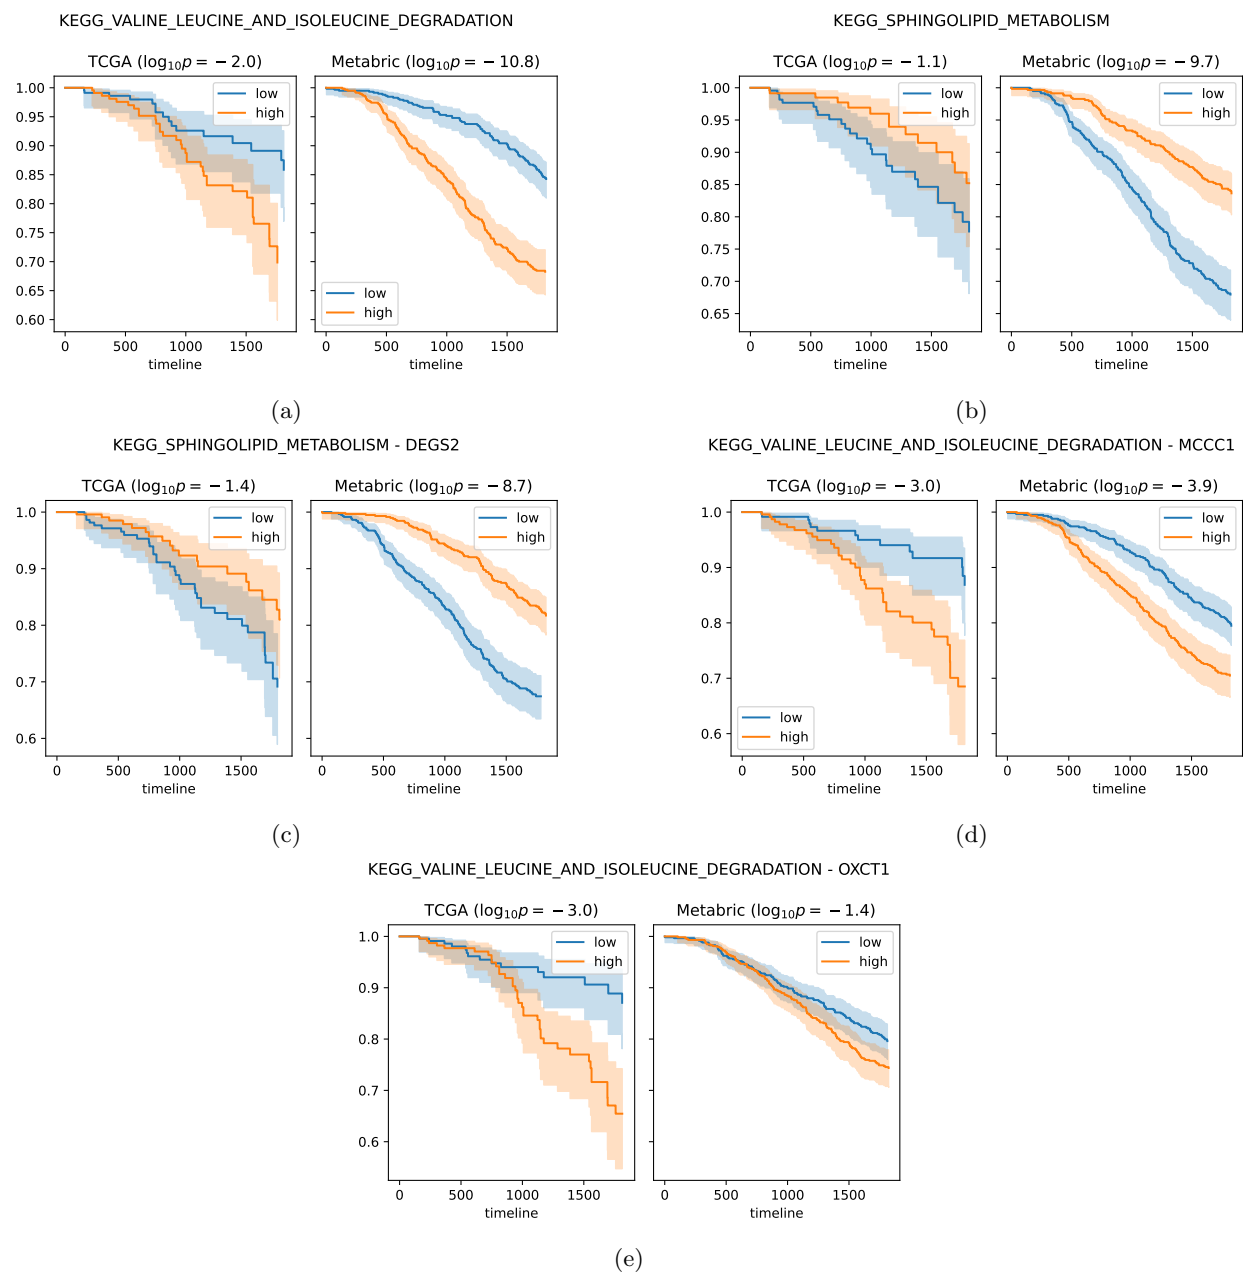 KEGG_VALINE_LEUCINE_AND_ISOLEUCINE_DEGRADATION
TCGA (log₁₀p = −2.0)
Metabric (log₁₀p = −10.8)
1.00
0.95
0.90
0.85
0.80
0.75
0.70
0.65
0.60
low
high
low
high
0 500 1000 1500
0 500 1000 1500
timeline
timeline
(a)
KEGG_SPHINGOLIPID_METABOLISM
TCGA (log₁₀p = −1.1)
Metabric (log₁₀p = −9.7)
1.00
0.95
0.90
0.85
0.80
0.75
0.70
0.65
low
high
low
high
0 500 1000 1500
0 500 1000 1500
timeline
timeline
(b)
KEGG_SPHINGOLIPID_METABOLISM - DEGS2
TCGA (log₁₀p = −1.4)
Metabric (log₁₀p = −8.7)
1.0
0.9
0.8
0.7
0.6
low
high
low
high
0 500 1000 1500
0 500 1000 1500
timeline
timeline
(c)
KEGG_VALINE_LEUCINE_AND_ISOLEUCINE_DEGRADATION - MCCC1
TCGA (log₁₀p = −3.0)
Metabric (log₁₀p = −3.9)
1.0
0.9
0.8
0.7
0.6
low
high
low
high
0 500 1000 1500
0 500 1000 1500
timeline
timeline
(d)
KEGG_VALINE_LEUCINE_AND_ISOLEUCINE_DEGRADATION - OXCT1
TCGA (log₁₀p = −3.0)
Metabric (log₁₀p = −1.4)
1.0
0.9
0.8
0.7
0.6
low
high
low
high
0 500 1000 1500
0 500 1000 1500
timeline
timeline
(e)